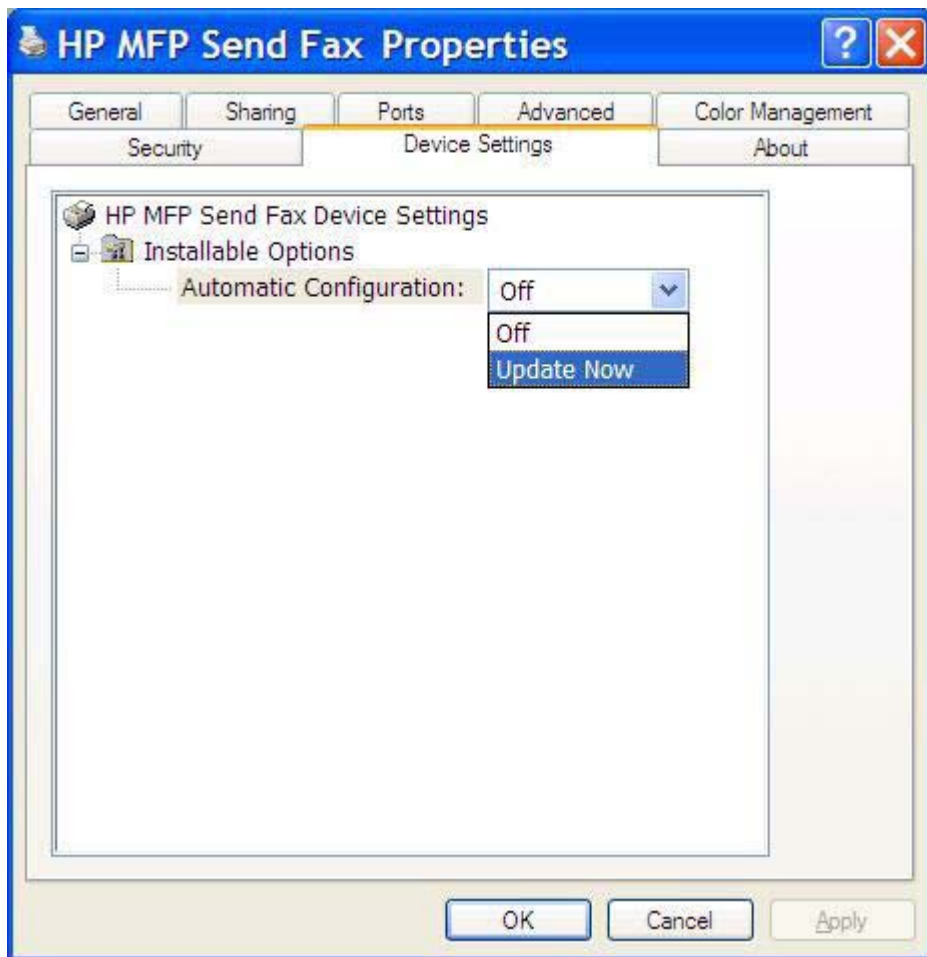 HP MFP Send Fax Properties
General Sharing Ports Advanced Color Management
Security Device Settings About
HP MFP Send Fax Device Settings
Installable Options
Automatic Configuration: Off
Off
Update Now
OK Cancel Apply